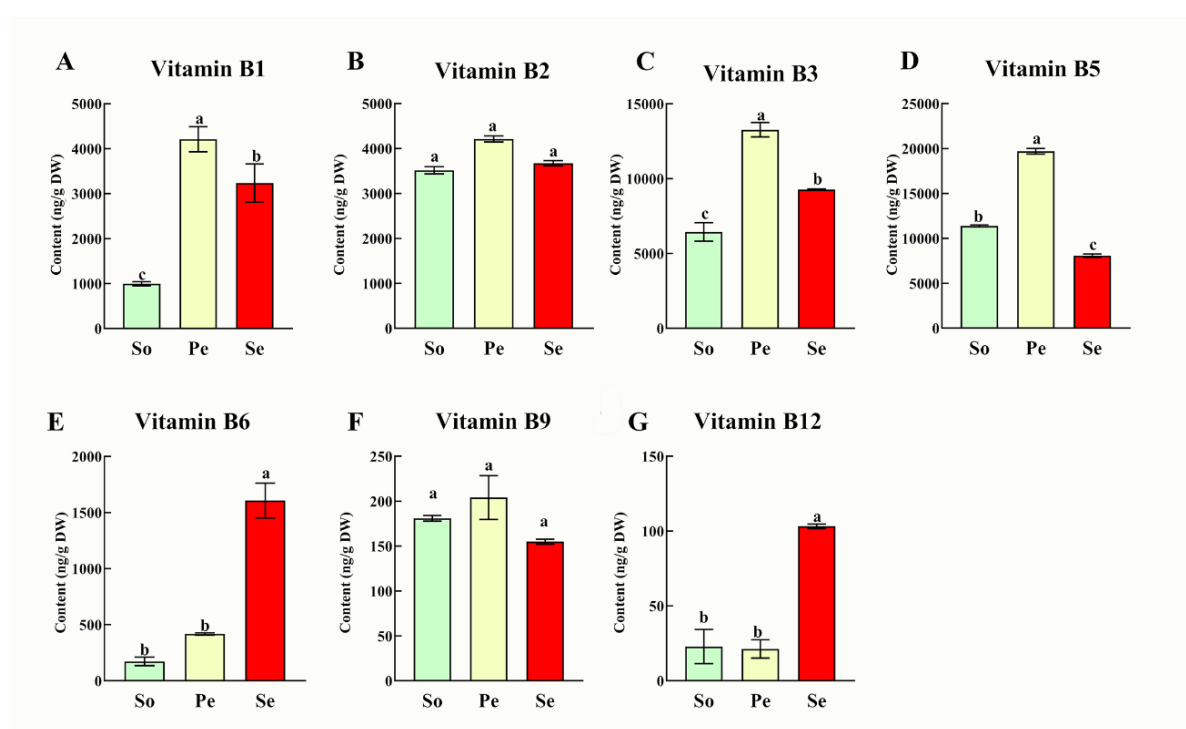 A Vitamin B1
Content (ng/g DW)
5000
4000
3000
2000
1000
0
c
a
b
So Pe Se
B Vitamin B2
Content (ng/g DW)
5000
4000
3000
2000
1000
0
a
a
a
So Pe Se
C Vitamin B3
Content (ng/g DW)
15000
10000
5000
0
c
a
b
So Pe Se
D Vitamin B5
Content (ng/g DW)
25000
20000
15000
10000
5000
0
b
a
c
So Pe Se
E Vitamin B6
Content (ng/g DW)
2000
1500
1000
500
0
b
b
a
So Pe Se
F Vitamin B9
Content (ng/g DW)
250
200
150
100
50
0
a
a
a
So Pe Se
G Vitamin B12
Content (ng/g DW)
150
100
50
0
b
b
a
So Pe Se